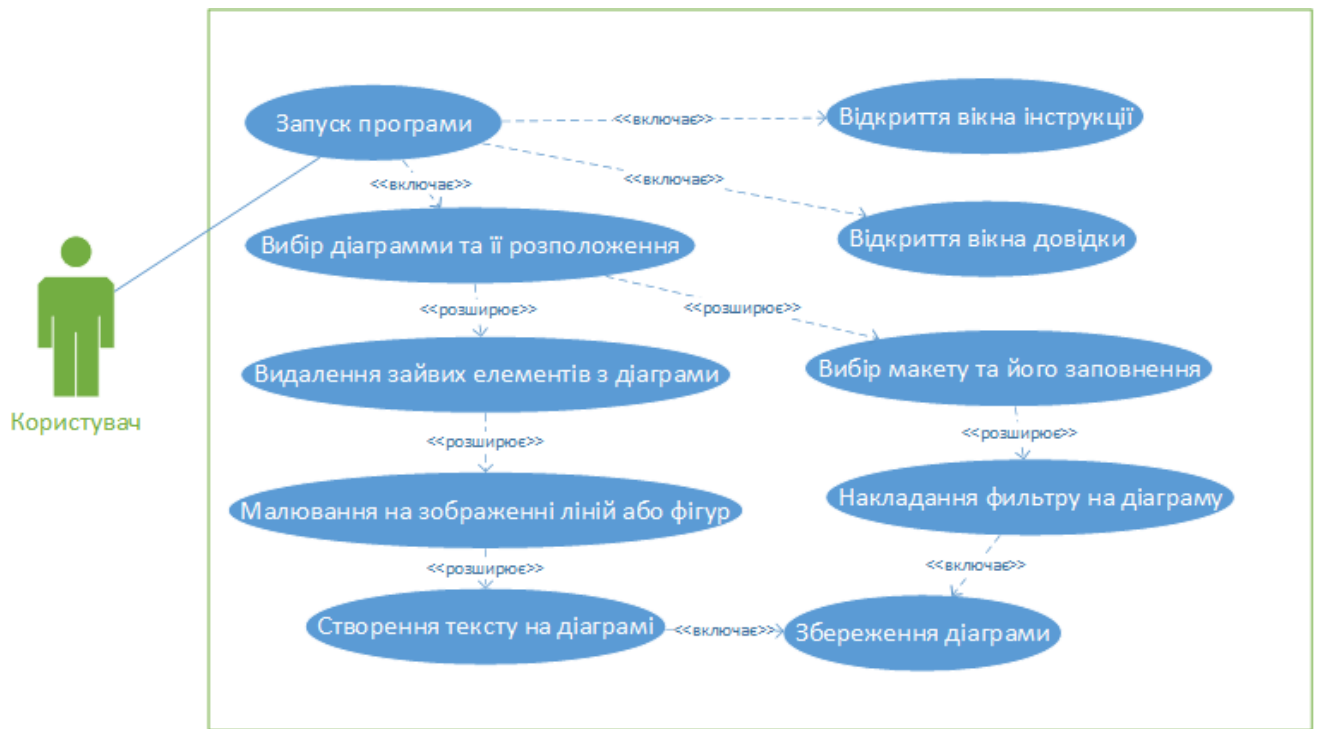 Запуск програми
<<включає>>
Відкриття вікна інструкції
<<включає>>
<<включає>>
Вибір діаграмми та її розположення
Відкриття вікна довідки
<<розширює>>
<<розширює>>
Видалення зайвих елементів з діаграми
Вибір макету та його заповнення
Користувач
<<розширює>>
<<розширює>>
Малювання на зображенні ліній або фігур
Накладання фильтру на діаграму
<<розширює>>
<<включає>>
Створення тексту на діаграмі
<<включає>>
Збереження діаграми